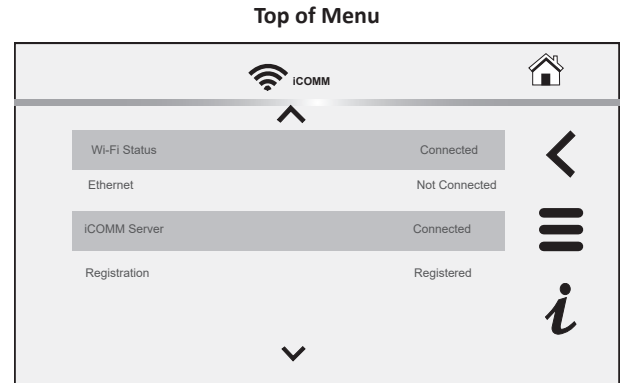 Top of Menu
iCOMM
Wi-Fi Status Connected
Ethernet Not Connected
iCOMM Server Connected
Registration Registered
i